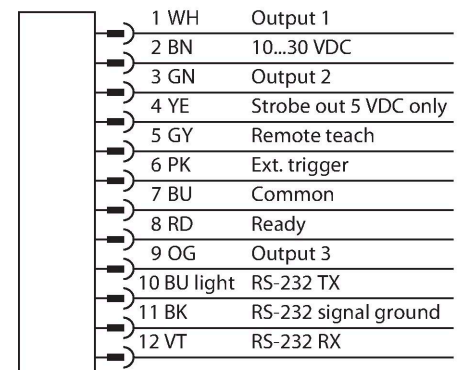 1 WH Output 1
2 BN 10...30 VDC
3 GN Output 2
4 YE Strobe out 5 VDC only
5 GY Remote teach
6 PK Ext. trigger
7 BU Common
8 RD Ready
9 OG Output 3
10 BU light RS-232 TX
11 BK RS-232 signal ground
12 VT RS-232 RX